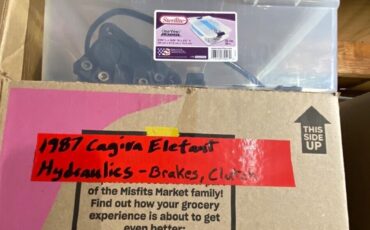 Sterilite
THIS
SIDE
UP
1987 Cagiva Elefant
Hydraulics - Brakes, Clutch
of the Misfits Market family!
Find out how your grocery
experience is about to get
even better: